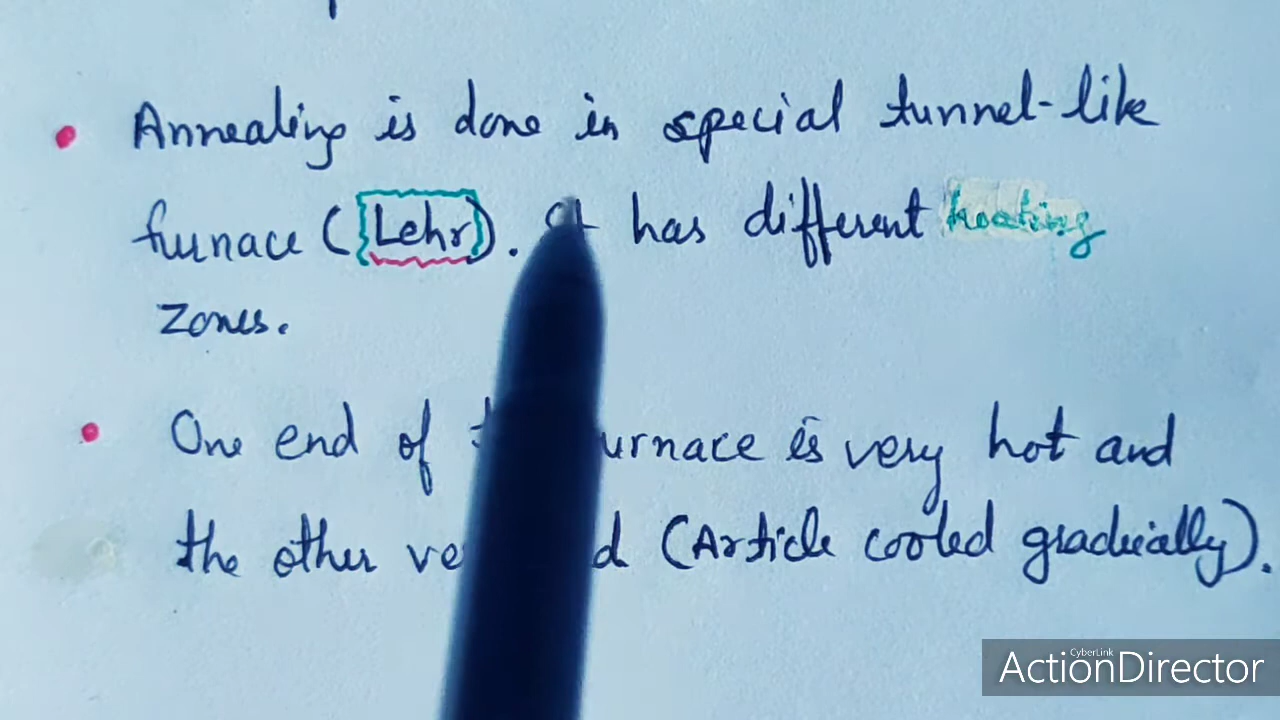 Annealing is done in special tunnel-like
furnace (Lehr). It has different heating
zones.
One end of urnace is very hot and
the other ve d (Article cooled gradually).
CyberLink
ActionDirector